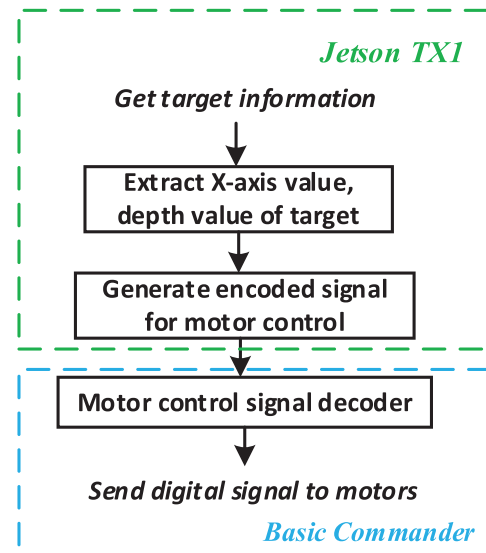 Jetson TX1
Get target information
Extract X-axis value,
depth value of target
Generate encoded signal
for motor control
Motor control signal decoder
Send digital signal to motors
Basic Commander